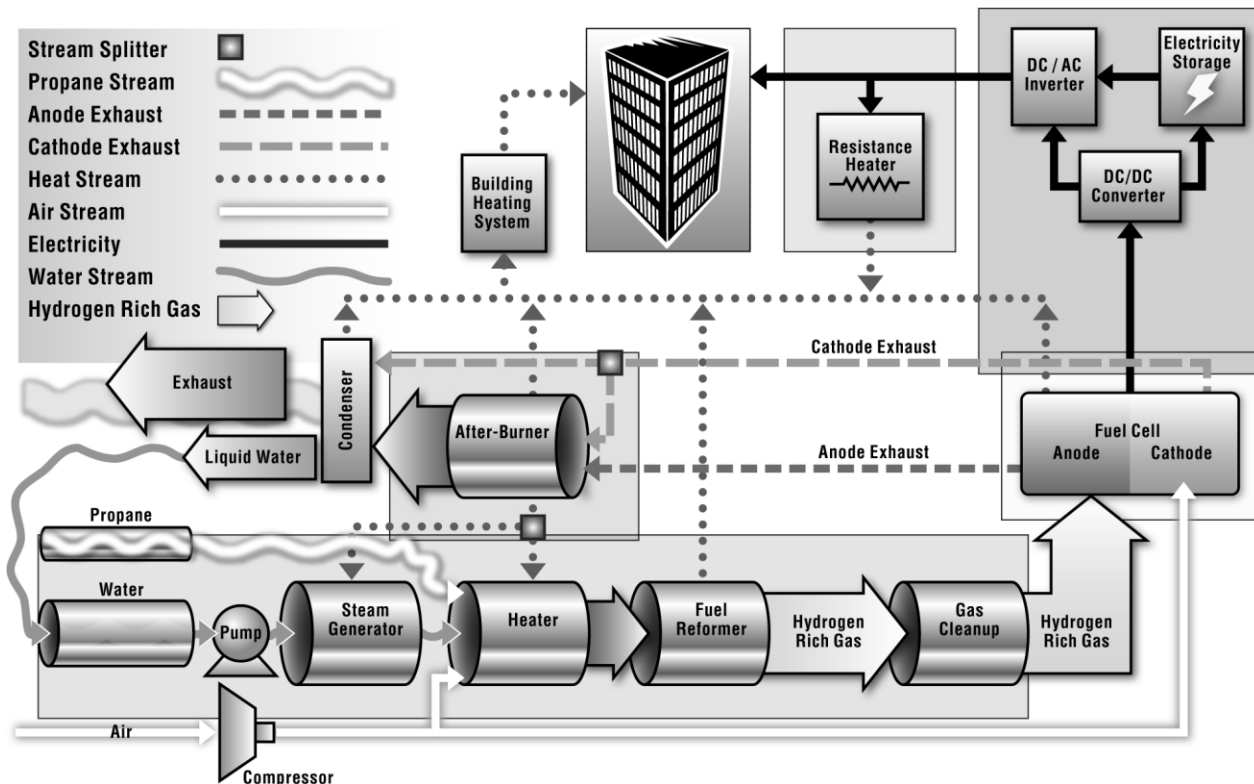 Stream Splitter
Propane Stream
Anode Exhaust
Cathode Exhaust
Heat Stream
Air Stream
Electricity
Water Stream
Hydrogen Rich Gas
Building
Heating
System
Resistance
Heater
DC / AC
Inverter
Electricity
Storage
DC/DC
Converter
Cathode Exhaust
Exhaust
Condenser
After-Burner
Liquid Water
Anode Exhaust
Fuel Cell
Anode
Cathode
Propane
Water
Pump
Steam
Generator
Heater
Fuel
Reformer
Hydrogen
Rich Gas
Gas
Cleanup
Hydrogen
Rich Gas
Air
Compressor